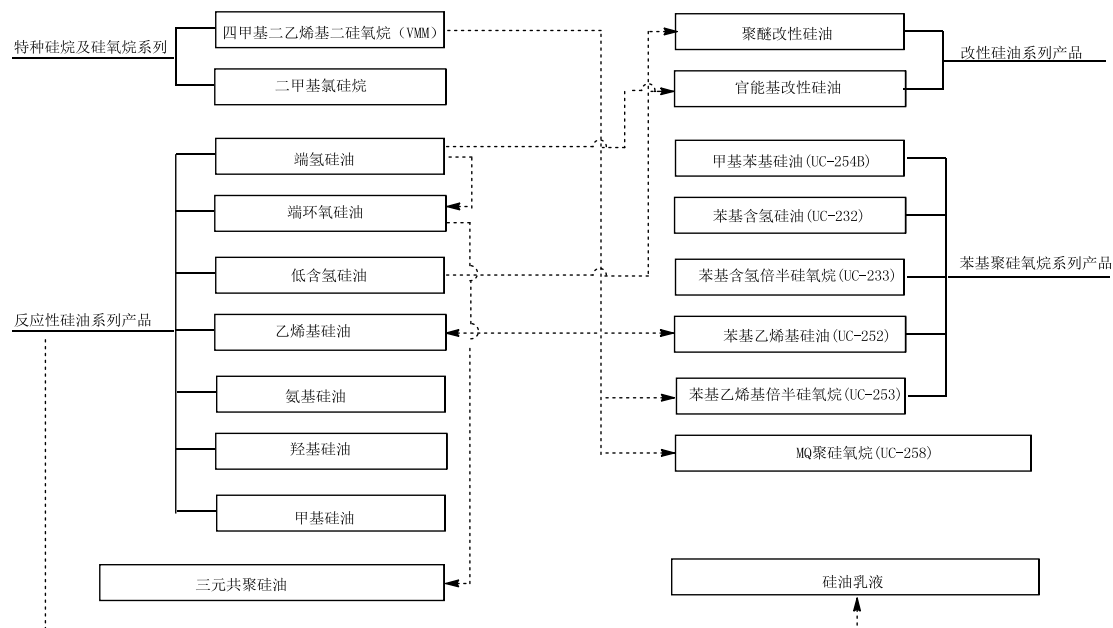 特种硅烷及硅氧烷系列
四甲基二乙烯基二硅氧烷（VMM）
二甲基氯硅烷
反应性硅油系列产品
端氢硅油
端环氧硅油
低含氢硅油
乙烯基硅油
氨基硅油
羟基硅油
甲基硅油
三元共聚硅油
聚醚改性硅油
官能基改性硅油
改性硅油系列产品
甲基苯基硅油(UC-254B)
苯基含氢硅油(UC-232)
苯基含氢倍半硅氧烷(UC-233)
苯基乙烯基硅油(UC-252)
苯基乙烯基倍半硅氧烷(UC-253)
苯基聚硅氧烷系列产品
MQ聚硅氧烷(UC-258)
硅油乳液